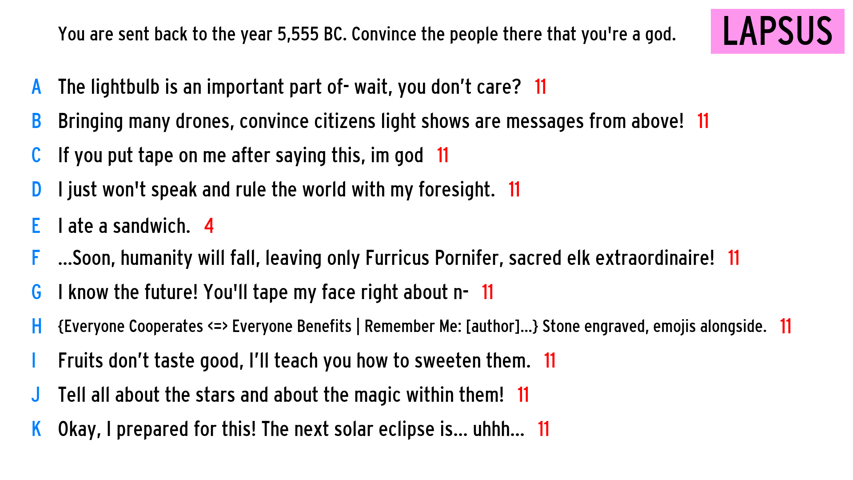 You are sent back to the year 5,555 BC. Convince the people there that you're a god.
LAPSUS
A The lightbulb is an important part of- wait, you don’t care? 11
B Bringing many drones, convince citizens light shows are messages from above! 11
C If you put tape on me after saying this, im god 11
D I just won't speak and rule the world with my foresight. 11
E I ate a sandwich. 4
F ...Soon, humanity will fall, leaving only Furricus Pornifer, sacred elk extraordinaire! 11
G I know the future! You'll tape my face right about n- 11
H {Everyone Cooperates <=> Everyone Benefits | Remember Me: [author]...} Stone engraved, emojis alongside. 11
I Fruits don’t taste good, I’ll teach you how to sweeten them. 11
J Tell all about the stars and about the magic within them! 11
K Okay, I prepared for this! The next solar eclipse is... uhhh... 11